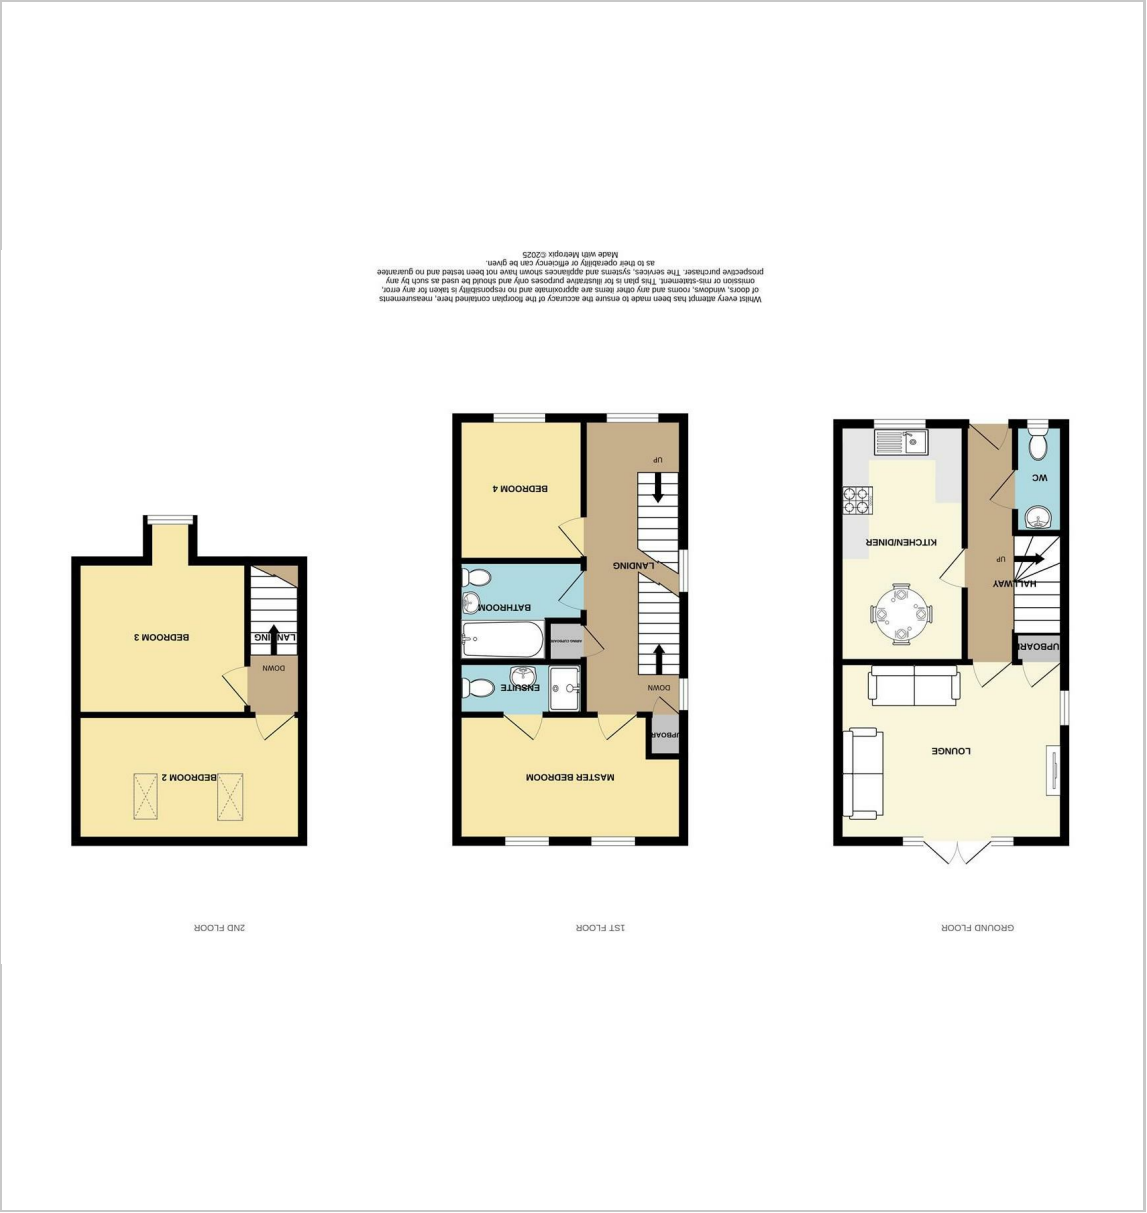 GROUND FLOOR
1ST FLOOR
2ND FLOOR
LOUNGE
UPBOARD
HALLWAY
UP
KITCHEN/DINER
WC
MASTER BEDROOM
UPBOAR
DOWN
ENSUITE
AIRING CUPBOARD
BATHROOM
LANDING
BEDROOM 4
UP
BEDROOM 2
DOWN
LANDING
BEDROOM 3
Whilst every attempt has been made to ensure the accuracy of the floorplan contained here, measurements
of doors, windows, rooms and any other items are approximate and no responsibility is taken for any error,
omission or mis-statement. This plan is for illustrative purposes only and should be used as such by any
prospective purchaser. The services, systems and appliances shown have not been tested and no guarantee
as to their operability or efficiency can be given.
Made with Metropix ©2025